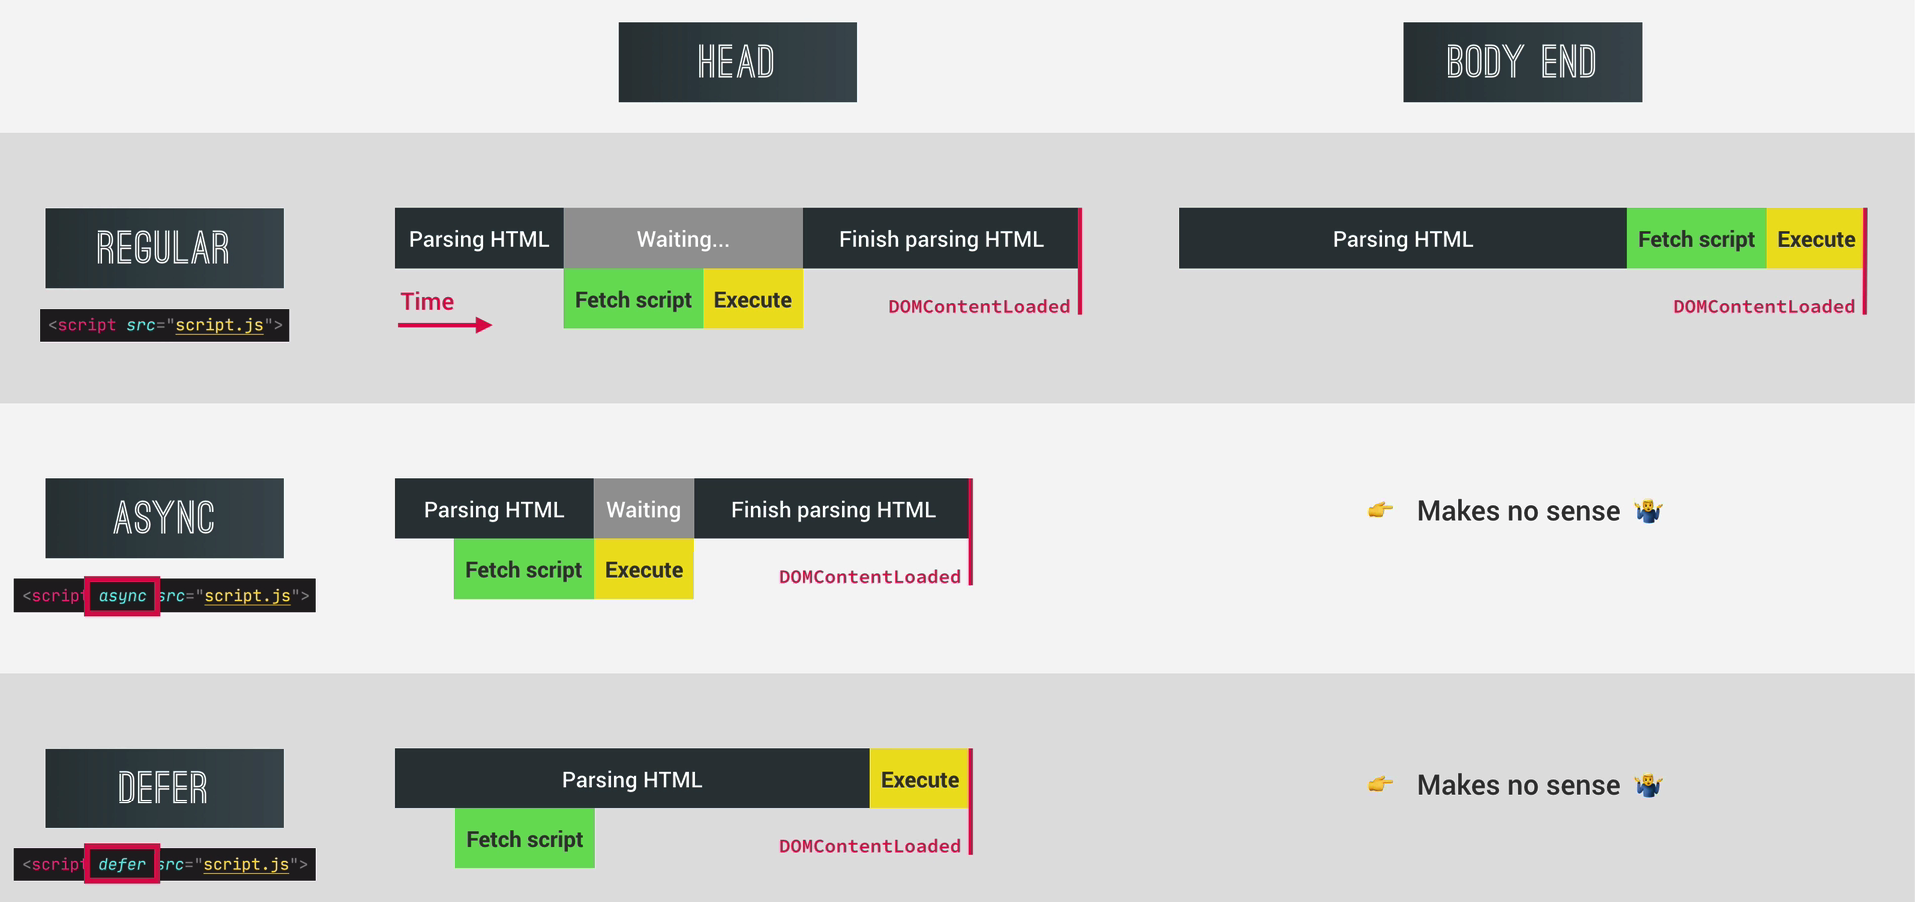 HEAD
BODY END
REGULAR
<script src="script.js">
Parsing HTML
Waiting...
Finish parsing HTML
Fetch script
Execute
Time
DOMContentLoaded
Parsing HTML
Fetch script
Execute
DOMContentLoaded
ASYNC
<script async src="script.js">
Parsing HTML
Waiting
Finish parsing HTML
Fetch script
Execute
DOMContentLoaded
👉 Makes no sense 🤷‍♂️
DEFER
<script defer src="script.js">
Parsing HTML
Execute
Fetch script
DOMContentLoaded
👉 Makes no sense 🤷‍♂️